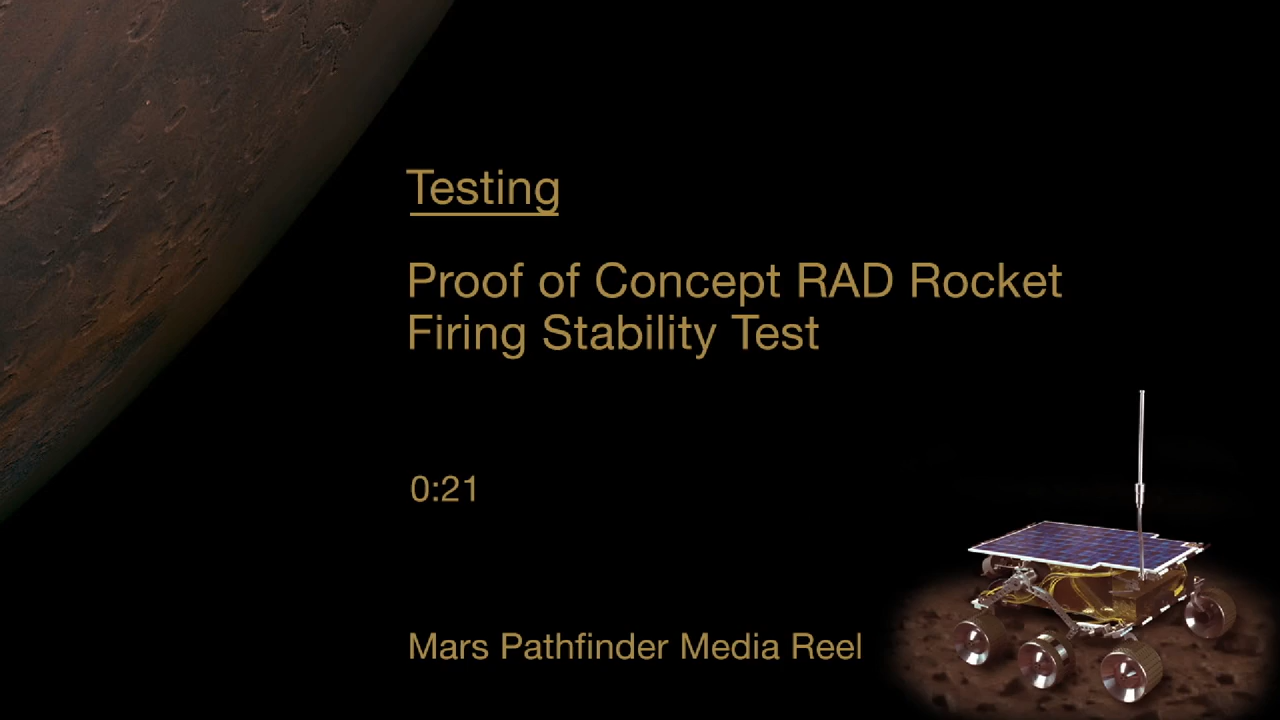 Testing
Proof of Concept RAD Rocket
Firing Stability Test
0:21
Mars Pathfinder Media Reel